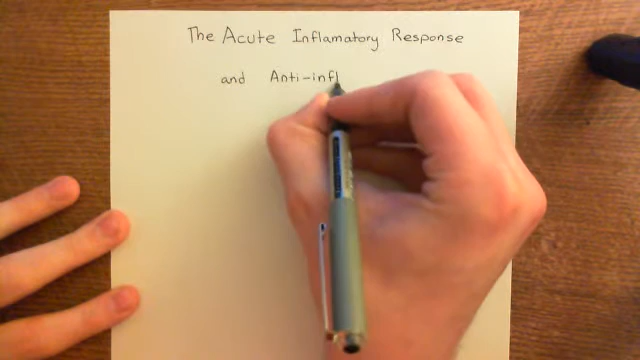 The Acute Inflamatory Response
and Anti-infl